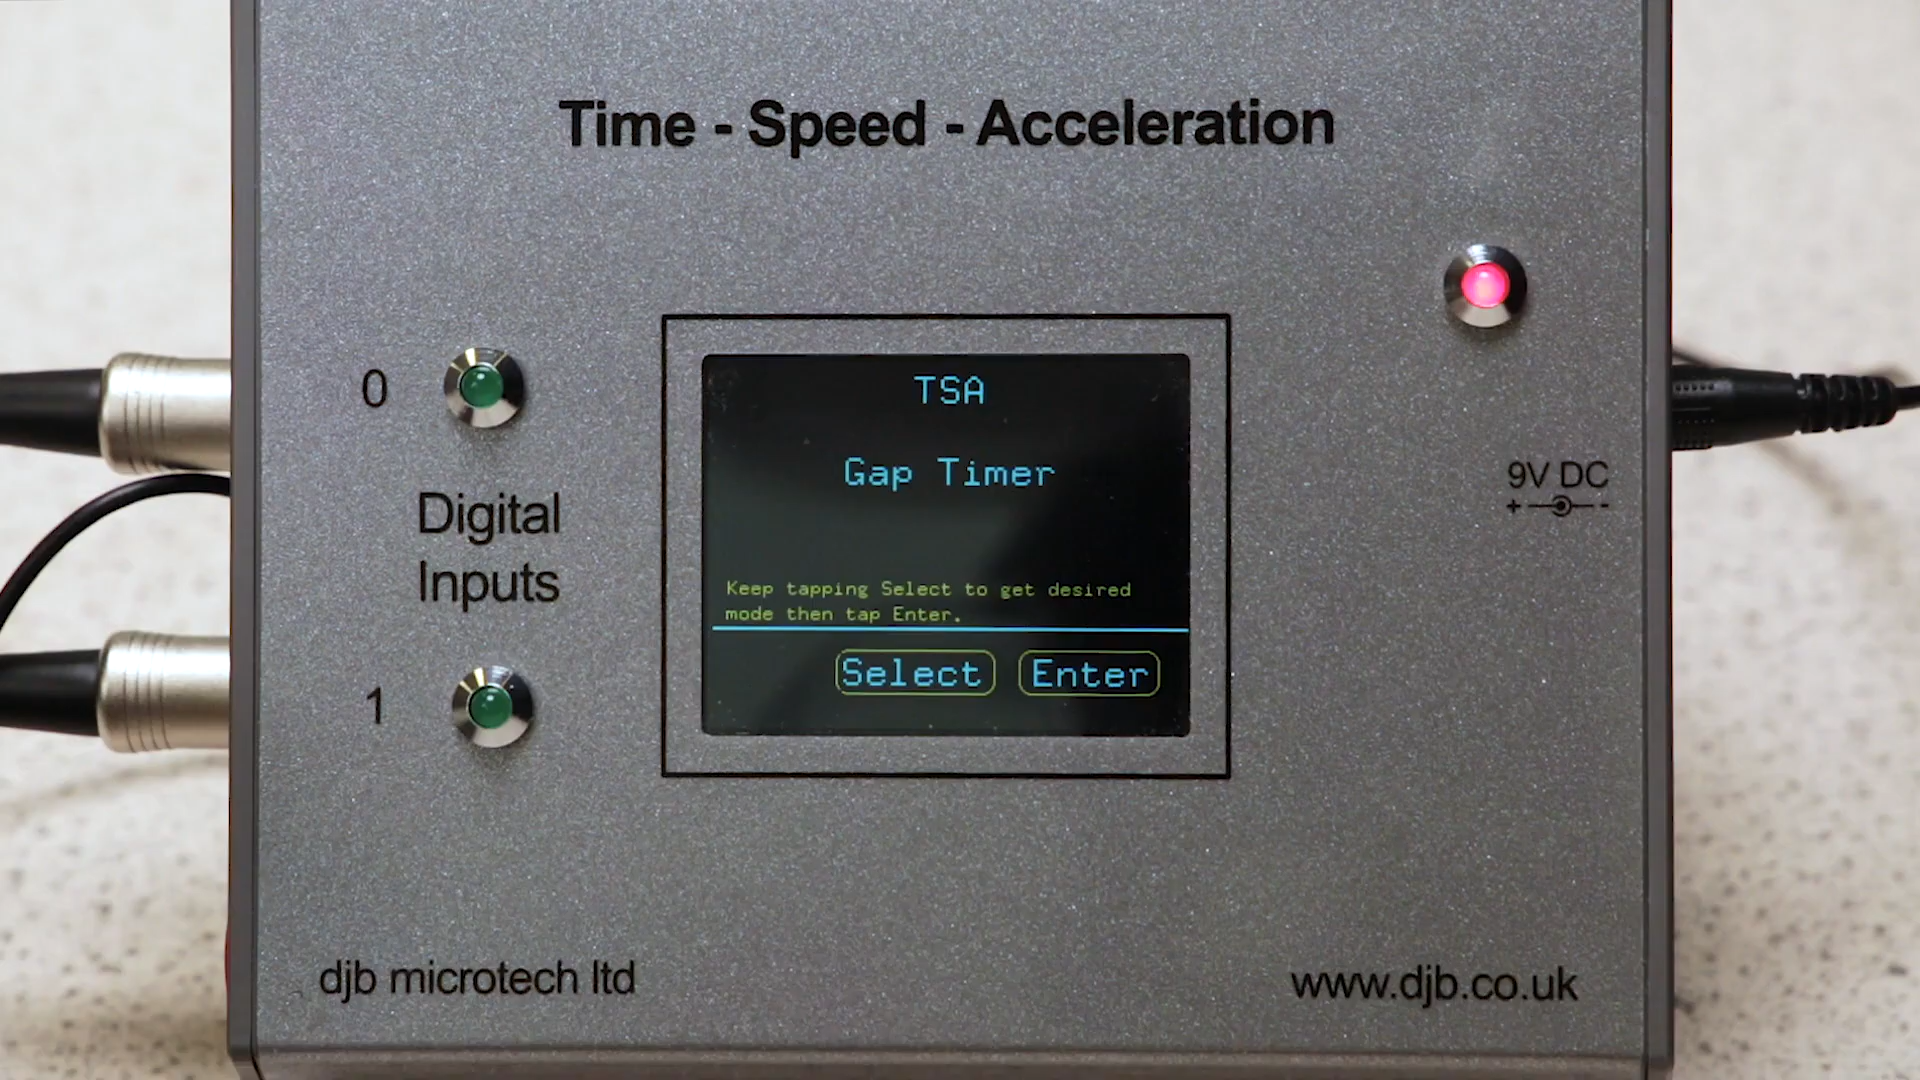 Time - Speed - Acceleration
0
Digital
Inputs
1
TSA
Gap Timer
Keep tapping Select to get desired
mode then tap Enter.
Select Enter
9V DC
+ -
djb microtech ltd
www.djb.co.uk